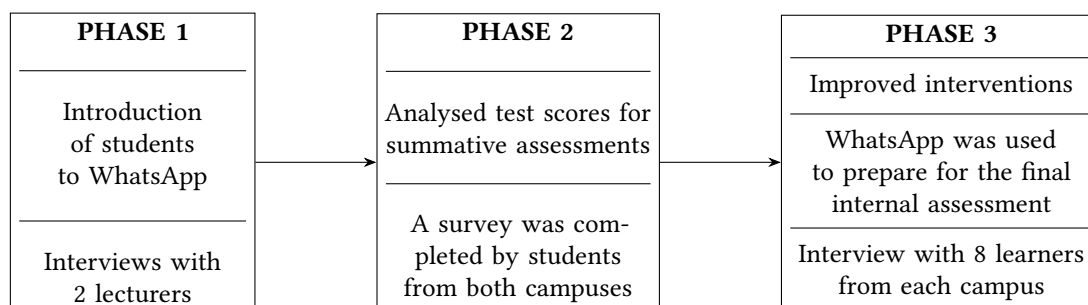 PHASE 1
Introduction
of students
to WhatsApp
Interviews with
2 lecturers
PHASE 2
Analysed test scores for
summative assessments
A survey was com-
pleted by students
from both campuses
PHASE 3
Improved interventions
WhatsApp was used
to prepare for the final
internal assessment
Interview with 8 learners
from each campus